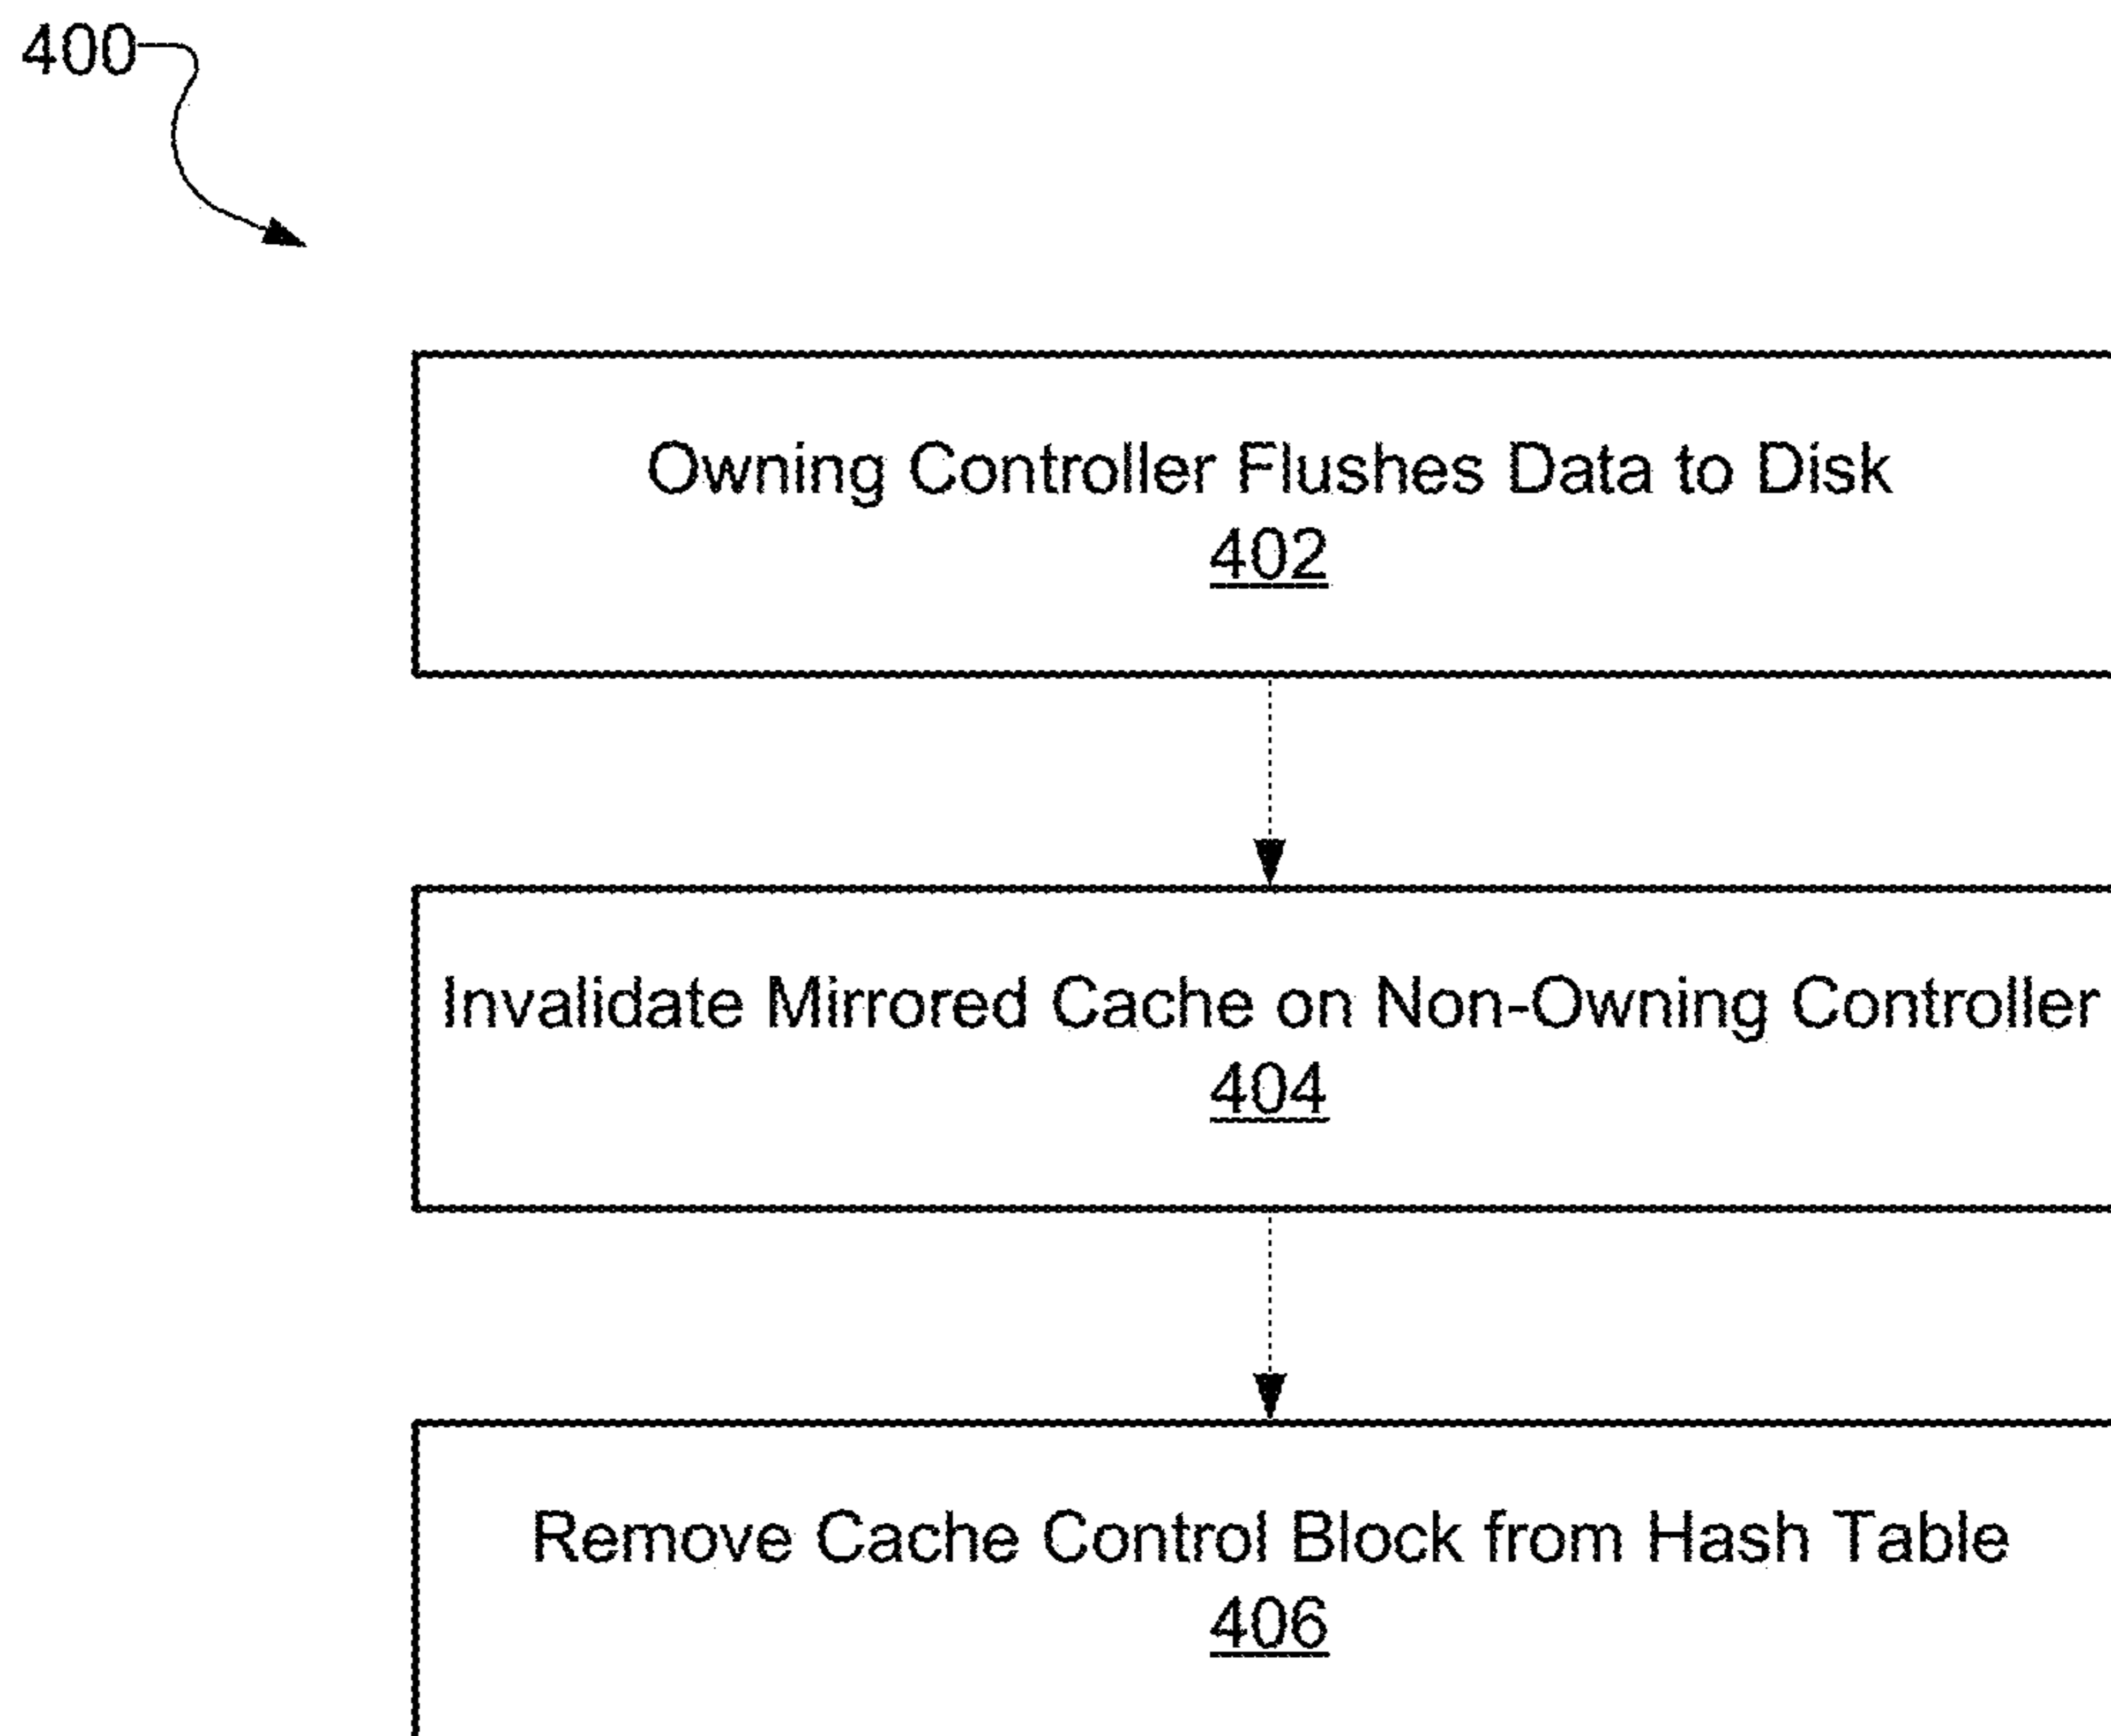 400
Owning Controller Flushes Data to Disk
402
Invalidate Mirrored Cache on Non-Owning Controller
404
Remove Cache Control Block from Hash Table
406